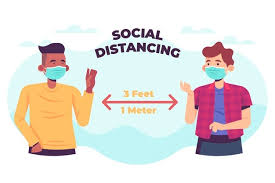 SOCIAL
DISTANCING
3 Feet
1 Meter